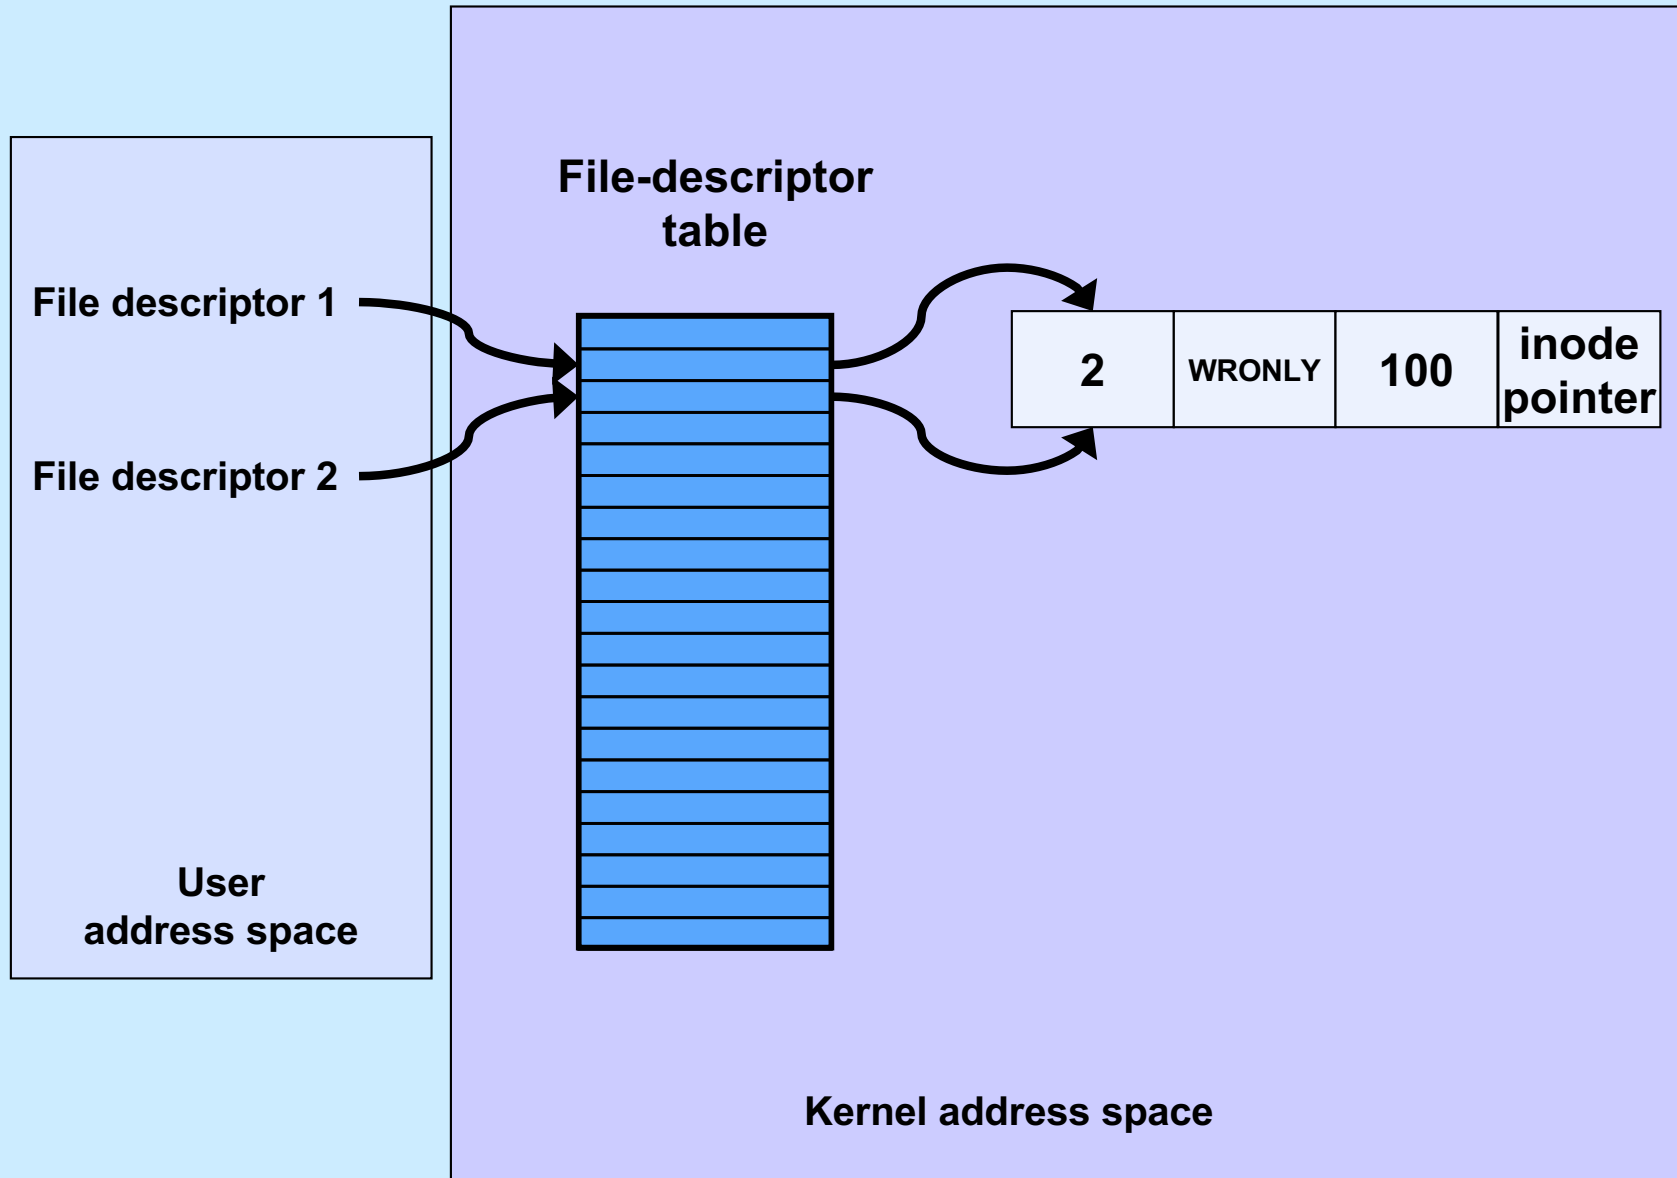 File-descriptor
table
File descriptor 1
File descriptor 2
2
WRONLY
100
inode
pointer
User
address space
Kernel address space